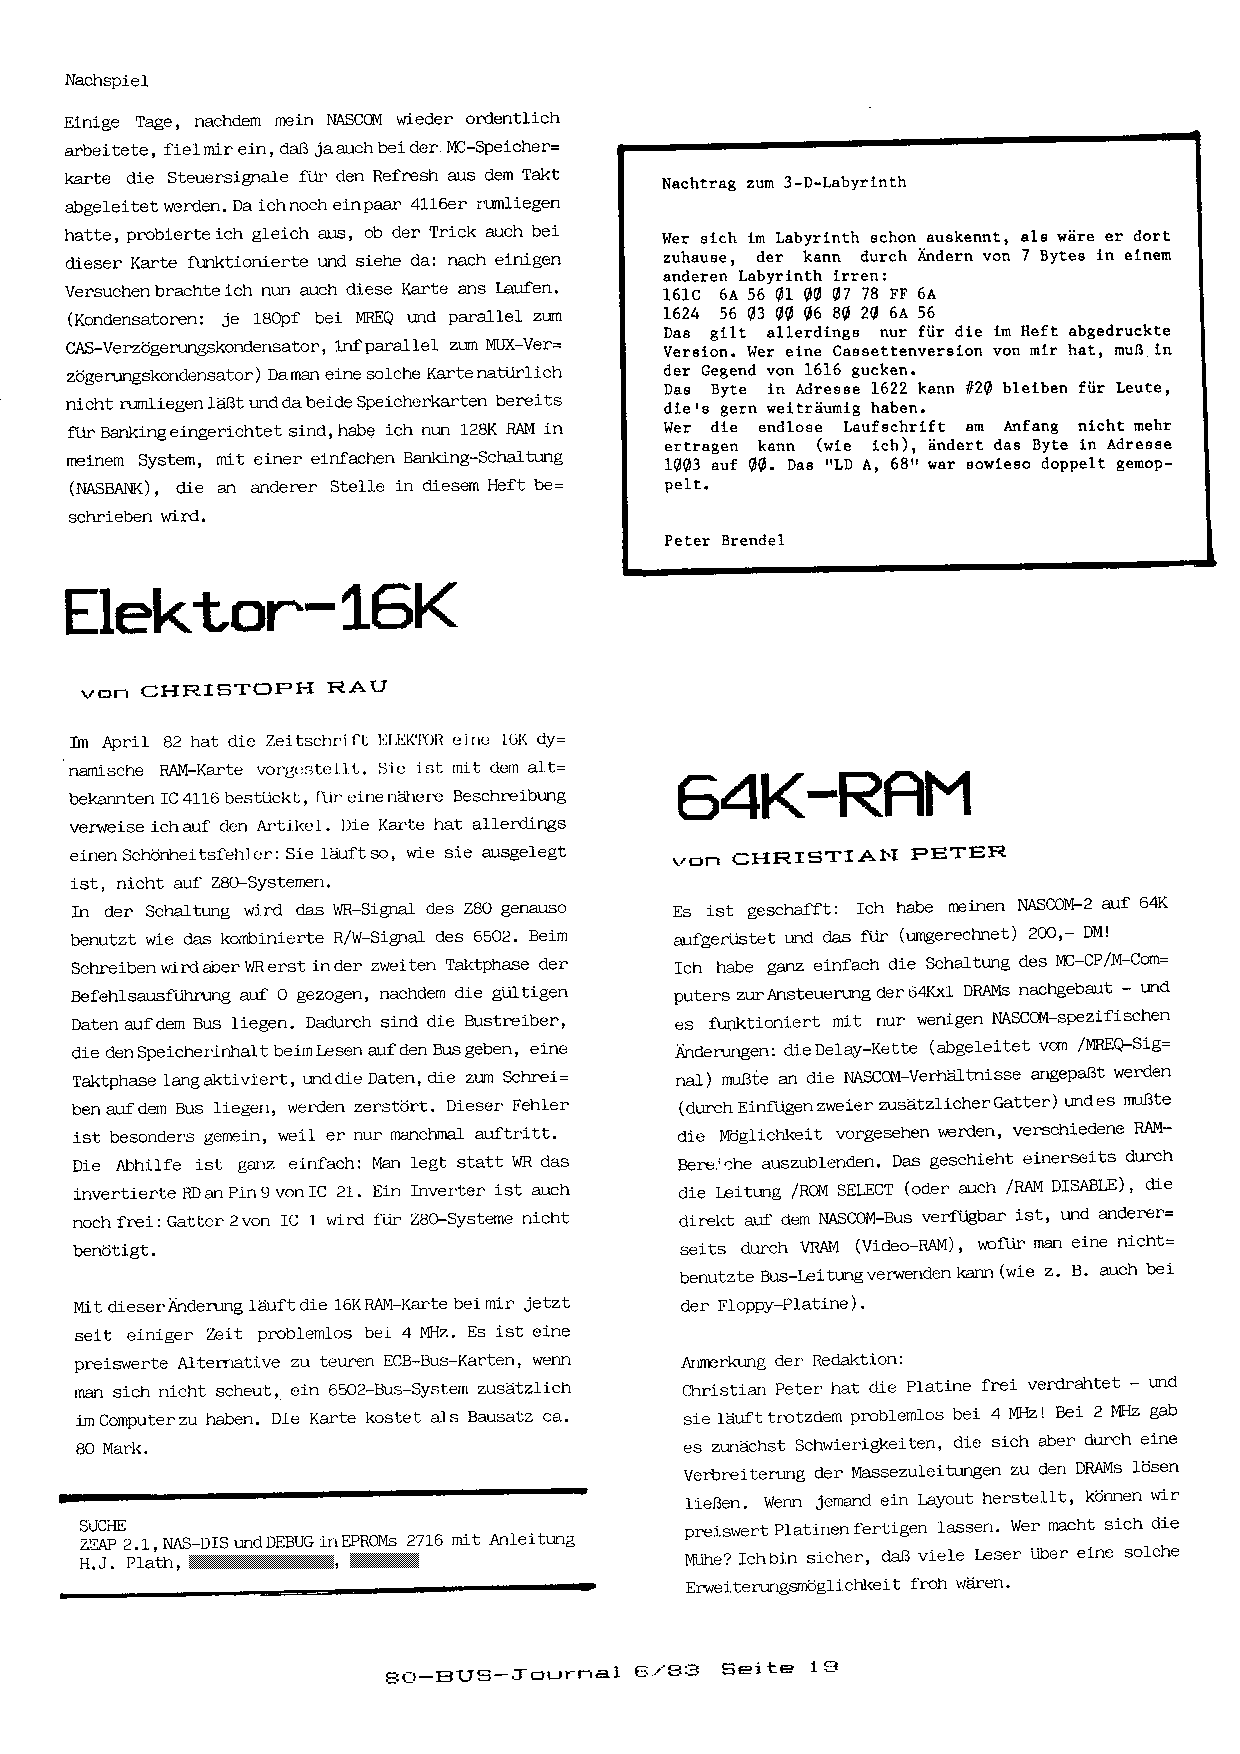 Nachspiel
Einige Tage, nachdem mein NASCOM wieder ordentlich
arbeitete, fiel mir ein, daß ja auch bei der MC-Speicher=
karte die Steuersignale für den Refresh aus dem Takt
abgeleitet werden. Da ich noch ein paar 4116er rumliegen
hatte, probierte ich gleich aus, ob der Trick auch bei
dieser Karte funktionierte und siehe da: nach einigen
Versuchen brachte ich nun auch diese Karte ans Laufen.
(Kondensatoren: je 180pf bei MREQ und parallel zum
CAS-Verzögerungskondensator, 1nf parallel zum MUX-Ver=
zögerungskondensator) Da man eine solche Karte natürlich
nicht rumliegen läßt und da beide Speicherkarten bereits
für Banking eingerichtet sind, habe ich nun 128K RAM in
meinem System, mit einer einfachen Banking-Schaltung
(NASBANK), die an anderer Stelle in diesem Heft be=
schrieben wird.
Elektor-16K
von CHRISTOPH RAU
Im April 82 hat die Zeitschrift ELEKTOR eine 16K dy=
namische RAM-Karte vorgestellt. Sie ist mit dem alt=
bekannten IC 4116 bestückt, für eine nähere Beschreibung
verweise ich auf den Artikel. Die Karte hat allerdings
einen Schönheitsfehler: Sie läuft so, wie sie ausgelegt
ist, nicht auf Z80-Systemen.
In der Schaltung wird das WR-Signal des Z80 genauso
benutzt wie das kombinierte R/W-Signal des 6502. Beim
Schreiben wird aber WR erst in der zweiten Taktphase der
Befehlsausführung auf 0 gezogen, nachdem die gültigen
Daten auf dem Bus liegen. Dadurch sind die Bustreiber,
die den Speicherinhalt beim Lesen auf den Bus geben, eine
Taktphase lang aktiviert, und die Daten, die zum Schrei=
ben auf dem Bus liegen, werden zerstört. Dieser Fehler
ist besonders gemein, weil er nur manchmal auftritt.
Die Abhilfe ist ganz einfach: Man legt statt WR das
invertierte RD an Pin 9 von IC 21. Ein Inverter ist auch
noch frei: Gatter 2 von IC 1 wird für Z80-Systeme nicht
benötigt.
Mit dieser Änderung läuft die 16K RAM-Karte bei mir jetzt
seit einiger Zeit problemlos bei 4 MHz. Es ist eine
preiswerte Alternative zu teuren ECB-Bus-Karten, wenn
man sich nicht scheut, ein 6502-Bus-System zusätzlich
im Computer zu haben. Die Karte kostet als Bausatz ca.
80 Mark.
SUCHE
ZEAP 2.1, NAS-DIS und DEBUG in EPROMs 2716 mit Anleitung
H.J. Plath, ,
Nachtrag zum 3-D-Labyrinth
Wer sich im Labyrinth schon auskennt, als wäre er dort
zuhause, der kann durch Ändern von 7 Bytes in einem
anderen Labyrinth irren:
161C 6A 56 Ø1 ØØ Ø7 78 FF 6A
1624 56 Ø3 ØØ Ø6 8Ø 2Ø 6A 56
Das gilt allerdings nur für die im Heft abgedruckte
Version. Wer eine Cassettenversion von mir hat, muß in
der Gegend von 1616 gucken.
Das Byte in Adresse 1622 kann #2Ø bleiben für Leute,
die's gern weiträumig haben.
Wer die endlose Laufschrift am Anfang nicht mehr
ertragen kann (wie ich), ändert das Byte in Adresse
1ØØ3 auf ØØ. Das "LD A, 68" war sowieso doppelt gemop-
pelt.
Peter Brendel
64K-RAM
von CHRISTIAN PETER
Es ist geschafft: Ich habe meinen NASCOM-2 auf 64K
aufgerüstet und das für (umgerechnet) 200,- DM!
Ich habe ganz einfach die Schaltung des MC-CP/M-Com=
puters zur Ansteuerung der 64Kx1 DRAMs nachgebaut - und
es funktioniert mit nur wenigen NASCOM-spezifischen
Änderungen: die Delay-Kette (abgeleitet vom /MREQ-Sig=
nal) mußte an die NASCOM-Verhältnisse angepaßt werden
(durch Einfügen zweier zusätzlicher Gatter) und es mußte
die Möglichkeit vorgesehen werden, verschiedene RAM-
Bereiche auszublenden. Das geschieht einerseits durch
die Leitung /ROM SELECT (oder auch /RAM DISABLE), die
direkt auf dem NASCOM-Bus verfügbar ist, und anderer=
seits durch VRAM (Video-RAM), wofür man eine nicht=
benutzte Bus-Leitung verwenden kann (wie z. B. auch bei
der Floppy-Platine).
Anmerkung der Redaktion:
Christian Peter hat die Platine frei verdrahtet - und
sie läuft trotzdem problemlos bei 4 MHz! Bei 2 MHz gab
es zunächst Schwierigkeiten, die sich aber durch eine
Verbreiterung der Massezuleitungen zu den DRAMs lösen
ließen. Wenn jemand ein Layout herstellt, können wir
preiswert Platinen fertigen lassen. Wer macht sich die
Mühe? Ich bin sicher, daß viele Leser über eine solche
Erweiterungsmöglichkeit froh wären.
80-BUS-Journal 6/83 Seite 19